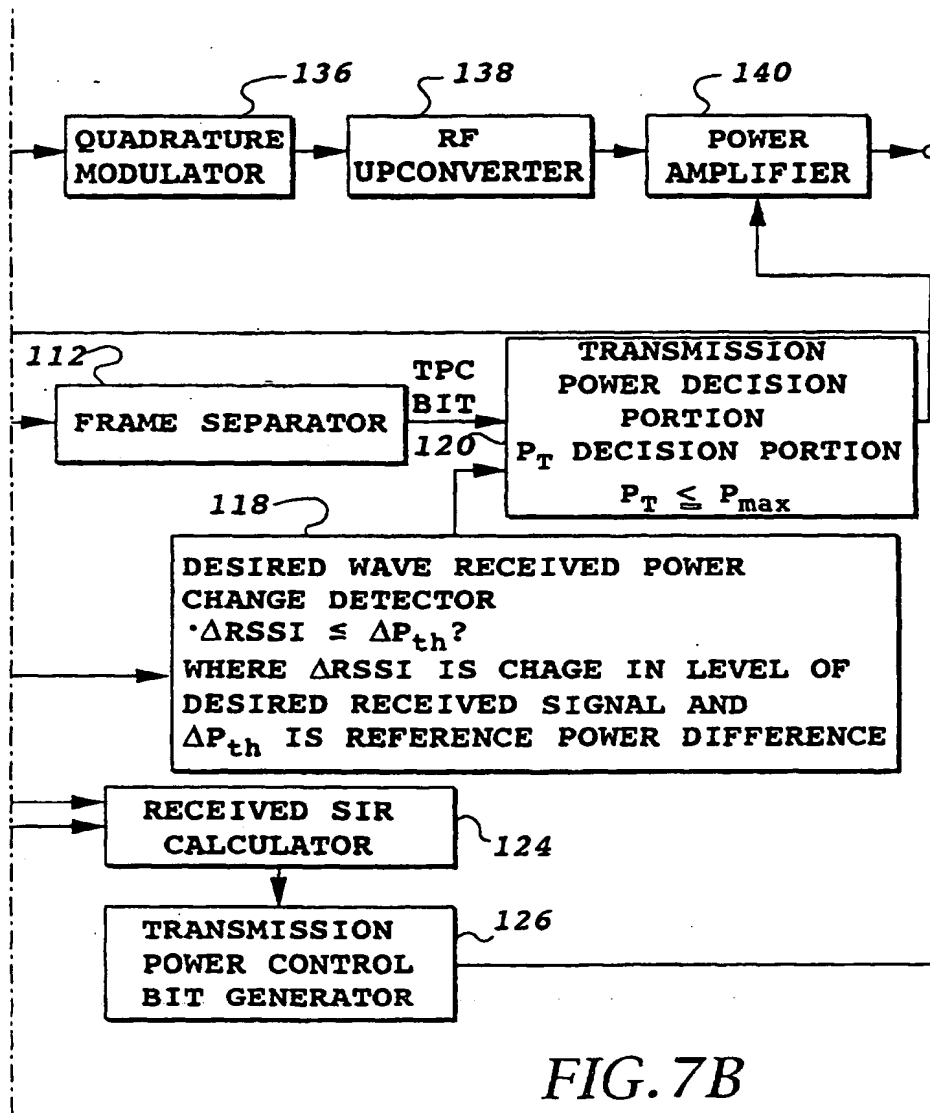 136
138
140
QUADRATURE
MODULATOR
RF
UPCONVERTER
POWER
AMPLIFIER
112
FRAME SEPARATOR
TPC
BIT
120
TRANSMISSION
POWER DECISION
PORTION
P_T DECISION PORTION
P_T ≦ P_max
118
DESIRED WAVE RECEIVED POWER
CHANGE DETECTOR
·ΔRSSI ≤ ΔP_th?
WHERE ΔRSSI IS CHAGE IN LEVEL OF
DESIRED RECEIVED SIGNAL AND
ΔP_th IS REFERENCE POWER DIFFERENCE
RECEIVED SIR
CALCULATOR
124
TRANSMISSION
POWER CONTROL
BIT GENERATOR
126
FIG. 7B